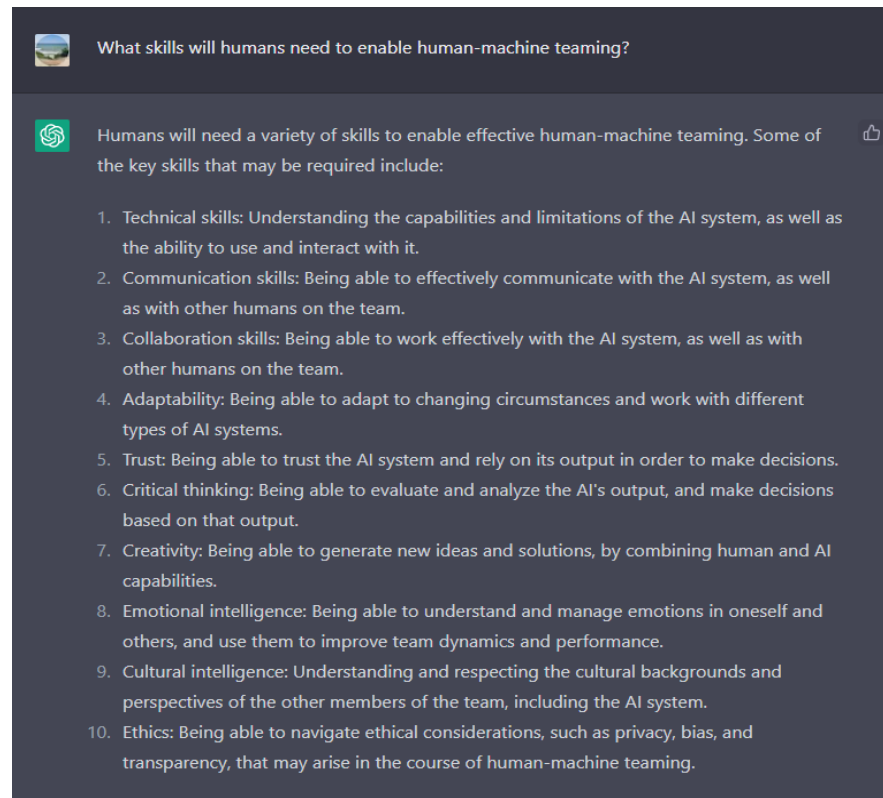 What skills will humans need to enable human-machine teaming?
Humans will need a variety of skills to enable effective human-machine teaming. Some of
the key skills that may be required include:
1. Technical skills: Understanding the capabilities and limitations of the AI system, as well as
the ability to use and interact with it.
2. Communication skills: Being able to effectively communicate with the AI system, as well
as with other humans on the team.
3. Collaboration skills: Being able to work effectively with the AI system, as well as with
other humans on the team.
4. Adaptability: Being able to adapt to changing circumstances and work with different
types of AI systems.
5. Trust: Being able to trust the AI system and rely on its output in order to make decisions.
6. Critical thinking: Being able to evaluate and analyze the AI's output, and make decisions
based on that output.
7. Creativity: Being able to generate new ideas and solutions, by combining human and AI
capabilities.
8. Emotional intelligence: Being able to understand and manage emotions in oneself and
others, and use them to improve team dynamics and performance.
9. Cultural intelligence: Understanding and respecting the cultural backgrounds and
perspectives of the other members of the team, including the AI system.
10. Ethics: Being able to navigate ethical considerations, such as privacy, bias, and
transparency, that may arise in the course of human-machine teaming.